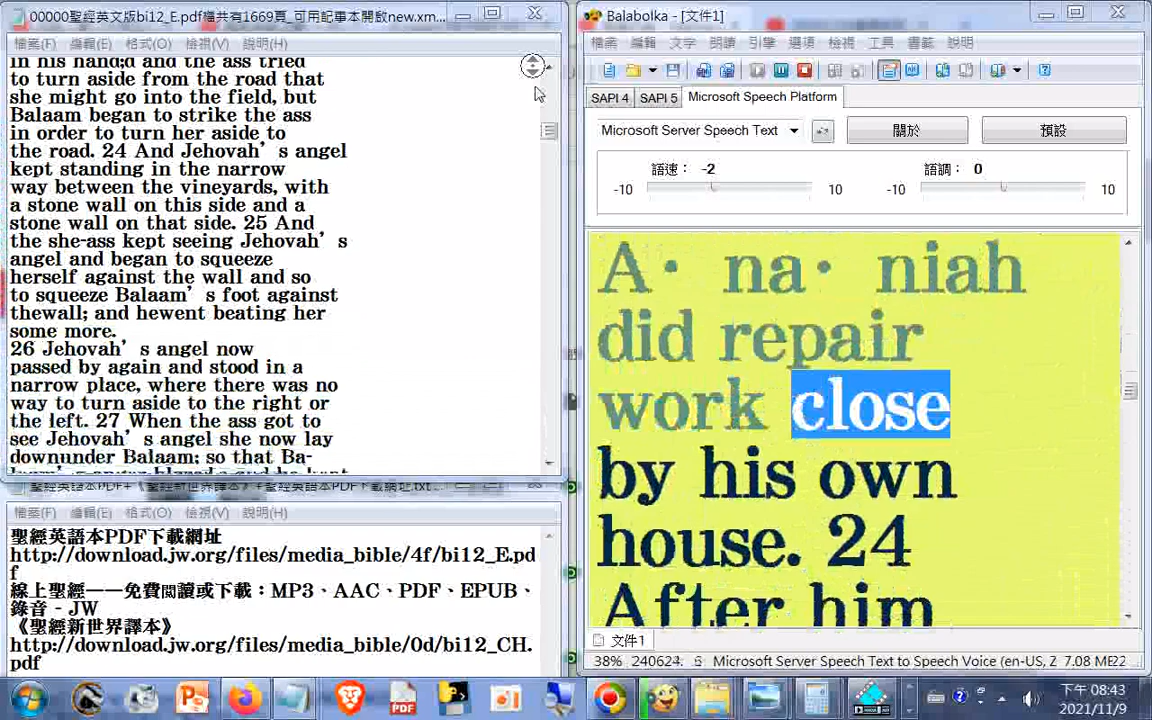 00000聖經英文版bi12_E.pdf檔共有1669頁_可用記事本開啟new.xm...
檔案(F) 編輯(E) 格式(O) 檢視(V) 說明(H)
in his hand;d and the ass tried
to turn aside from the road that
she might go into the field, but
Balaam began to strike the ass
in order to turn her aside to
the road. 24 And Jehovah’s angel
kept standing in the narrow
way between the vineyards, with
a stone wall on this side and a
stone wall on that side. 25 And
the she-ass kept seeing Jehovah’s
angel and began to squeeze
herself against the wall and so
to squeeze Balaam’s foot against
thewall; and hewent beating her
some more.
26 Jehovah’s angel now
passed by again and stood in a
narrow place, where there was no
way to turn aside to the right or
the left. 27 When the ass got to
see Jehovah’s angel she now lay
downunder Balaam; so that Ba-
檔案(F) 編輯(E) 格式(O) 檢視(V) 說明(H)
聖經英語本PDF下載網址
http://download.jw.org/files/media_bible/4f/bi12_E.pd
f
線上聖經——免費閱讀或下載：MP3、AAC、PDF、EPUB、
錄音 - JW
《聖經新世界譯本》
http://download.jw.org/files/media_bible/0d/bi12_CH.
pdf
Balabolka - [文件1]
檔案 編輯 文字 朗讀 引擎 選項 檢視 工具 書籤 說明
SAPI 4 SAPI 5 Microsoft Speech Platform
Microsoft Server Speech Text 關於 預設
語速： -2 語調： 0
-10 10 -10 10
A· na· niah
did repair
work close
by his own
house. 24
After him
文件1
38% 240624. Microsoft Server Speech Text to Speech Voice (en-US, Z 7.08 ME22
PDF
下午 08:43
2021/11/9